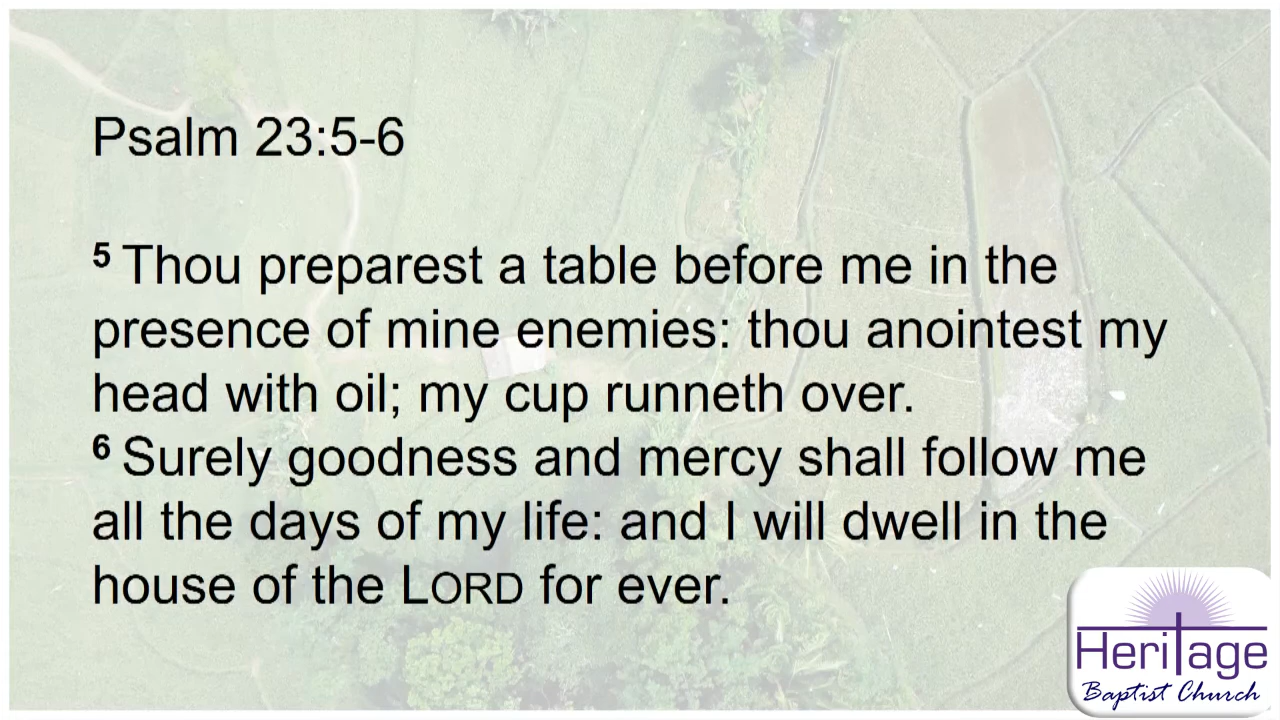 Psalm 23:5-6
5 Thou preparest a table before me in the
presence of mine enemies: thou anointest my
head with oil; my cup runneth over.
6 Surely goodness and mercy shall follow me
all the days of my life: and I will dwell in the
house of the LORD for ever.
Heritage
Baptist Church